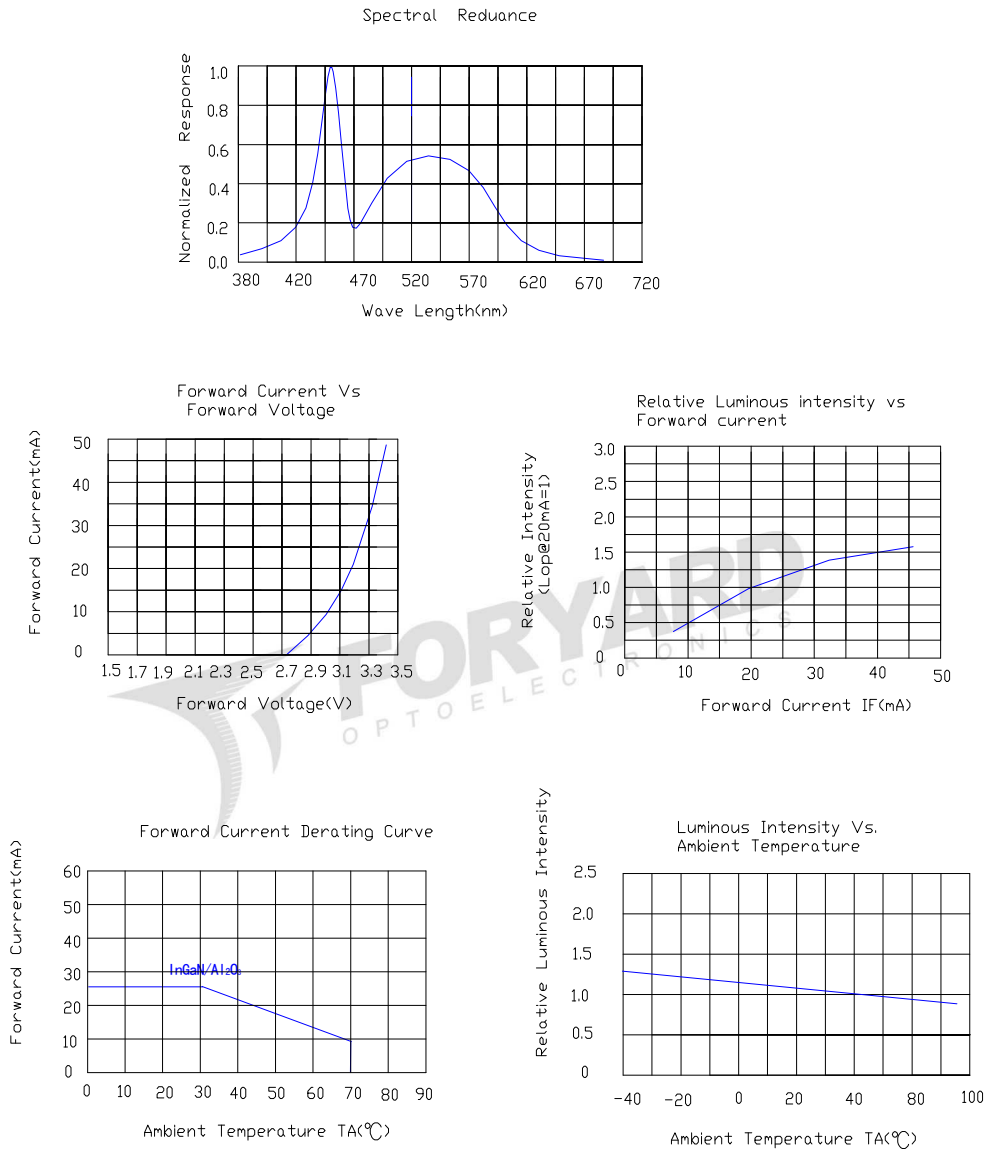 Spectral Reduance
Normalized Response
1.0
0.8
0.6
0.4
0.2
0.0
380 420 470 520 570 620 670 720
Wave Length(nm)
Forward Current Vs
Forward Voltage
Forward Current(mA)
50
40
30
20
10
0
1.5 1.7 1.9 2.1 2.3 2.5 2.7 2.9 3.1 3.3 3.5
Forward Voltage(V)
Relative Luminous intensity vs
Forward current
Relative Intensity
(Lop@20mA=1)
3.0
2.5
2.0
1.5
1.0
0.5
0
0 10 20 30 40 50
Forward Current IF(mA)
FORYARD
OPTOELECTRONICS
Forward Current Derating Curve
Forward Current(mA)
60
50
40
30
20
10
0
InGaN/Al₂O₃
0 10 20 30 40 50 60 70 80 90
Ambient Temperature TA(℃)
Luminous Intensity Vs.
Ambient Temperature
Relative Luminous Intensity
2.5
2.0
1.5
1.0
0.5
0
-40 -20 0 20 40 80 100
Ambient Temperature TA(℃)